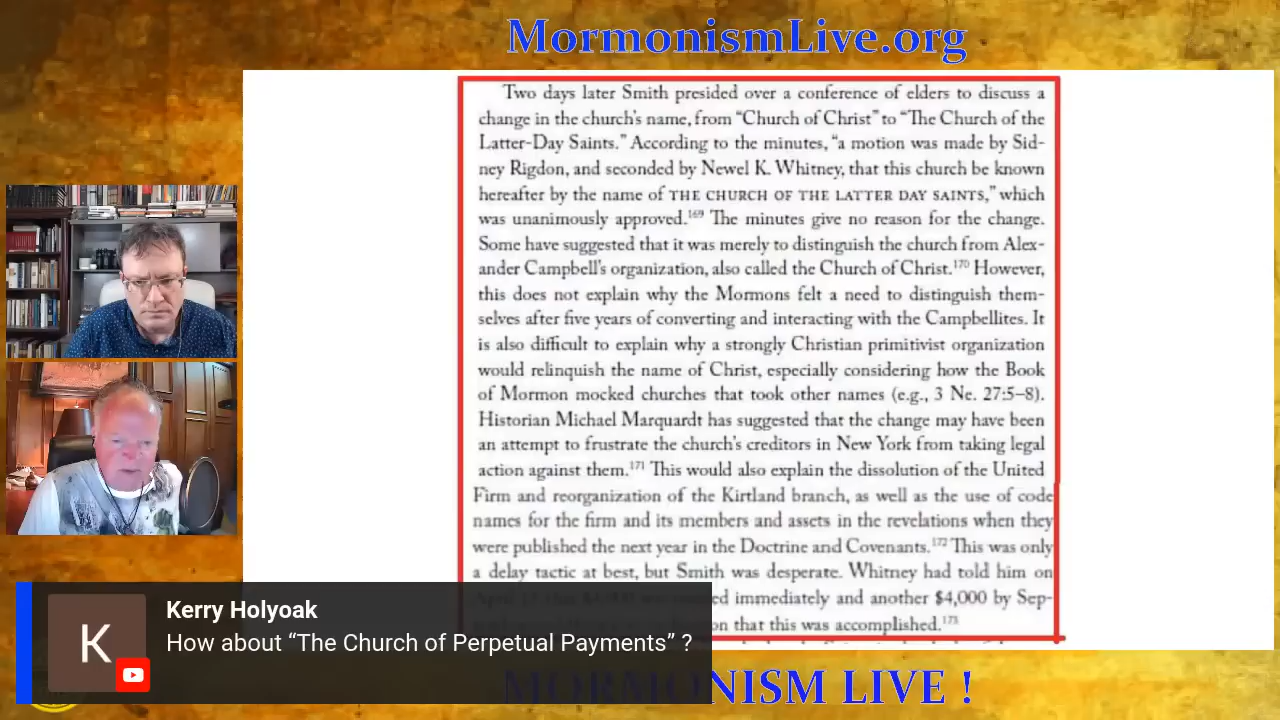 MormonismLive.org
Two days later Smith presided over a conference of elders to discuss a
change in the church's name, from “Church of Christ” to “The Church of the
Latter-Day Saints.” According to the minutes, “a motion was made by Sid-
ney Rigdon, and seconded by Newel K. Whitney, that this church be known
hereafter by the name of THE CHURCH OF THE LATTER DAY SAINTS,” which
was unanimously approved.169 The minutes give no reason for the change.
Some have suggested that it was merely to distinguish the church from Alex-
ander Campbell's organization, also called the Church of Christ.170 However,
this does not explain why the Mormons felt a need to distinguish them-
selves after five years of converting and interacting with the Campbellites. It
is also difficult to explain why a strongly Christian primitivist organization
would relinquish the name of Christ, especially considering how the Book
of Mormon mocked churches that took other names (e.g., 3 Ne. 27:5–8).
Historian Michael Marquardt has suggested that the change may have been
an attempt to frustrate the church's creditors in New York from taking legal
action against them.171 This would also explain the dissolution of the United
Firm and reorganization of the Kirtland branch, as well as the use of code
names for the firm and its members and assets in the revelations when they
were published the next year in the Doctrine and Covenants.172 This was only
a delay tactic at best, but Smith was desperate. Whitney had told him on
immediately and another $4,000 by Sep-
on that this was accomplished.173
Kerry Holyoak
K
How about “The Church of Perpetual Payments” ?
MORMONISM LIVE !